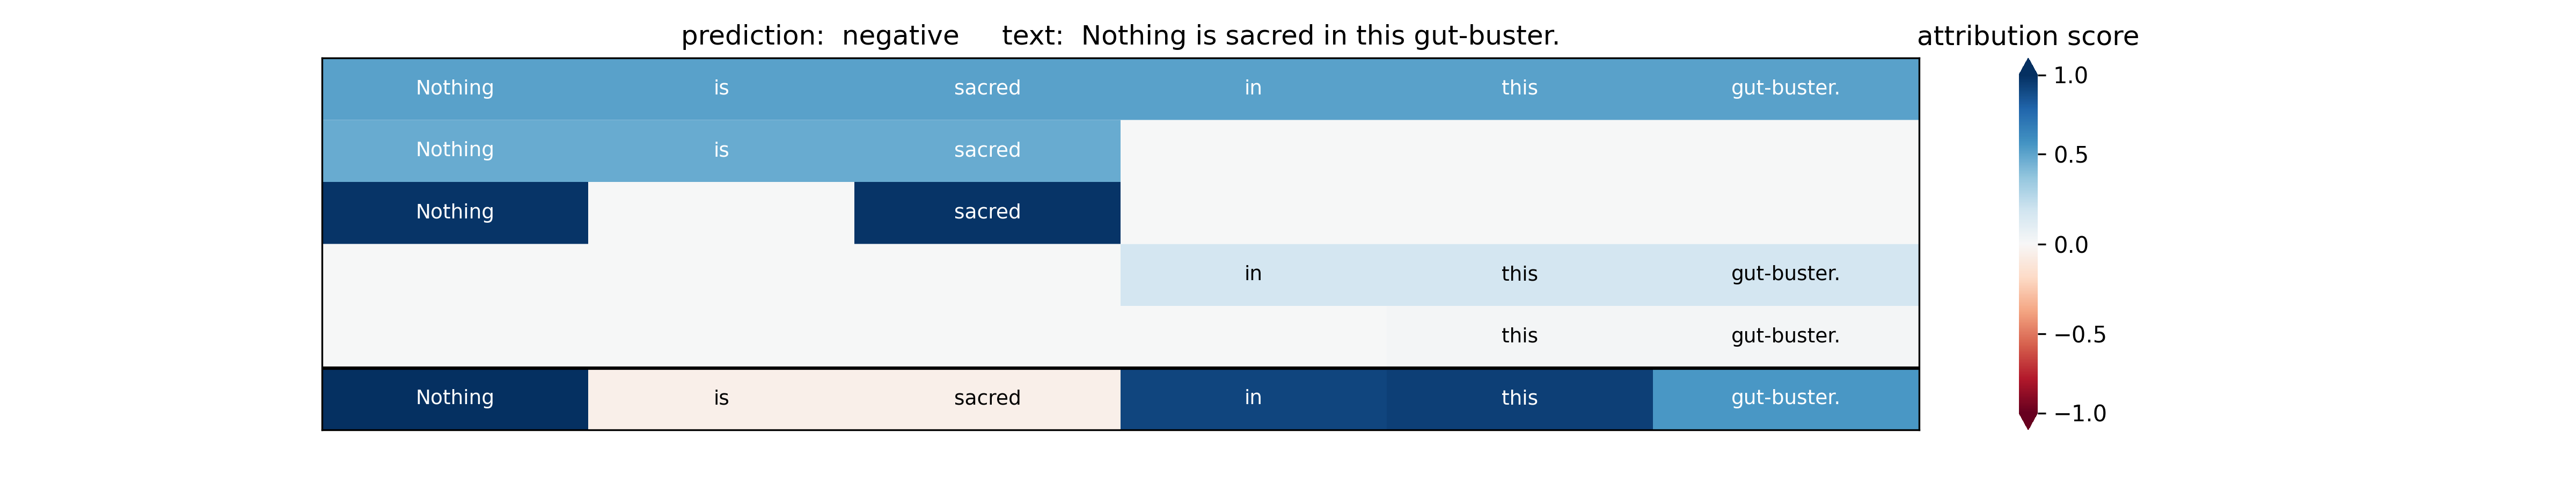 prediction:  negative     text:  Nothing is sacred in this gut-buster.
attribution score
Nothing is sacred in this gut-buster.
Nothing is sacred
Nothing sacred
in this gut-buster.
this gut-buster.
Nothing is sacred in this gut-buster.
1.0
0.5
0.0
−0.5
−1.0